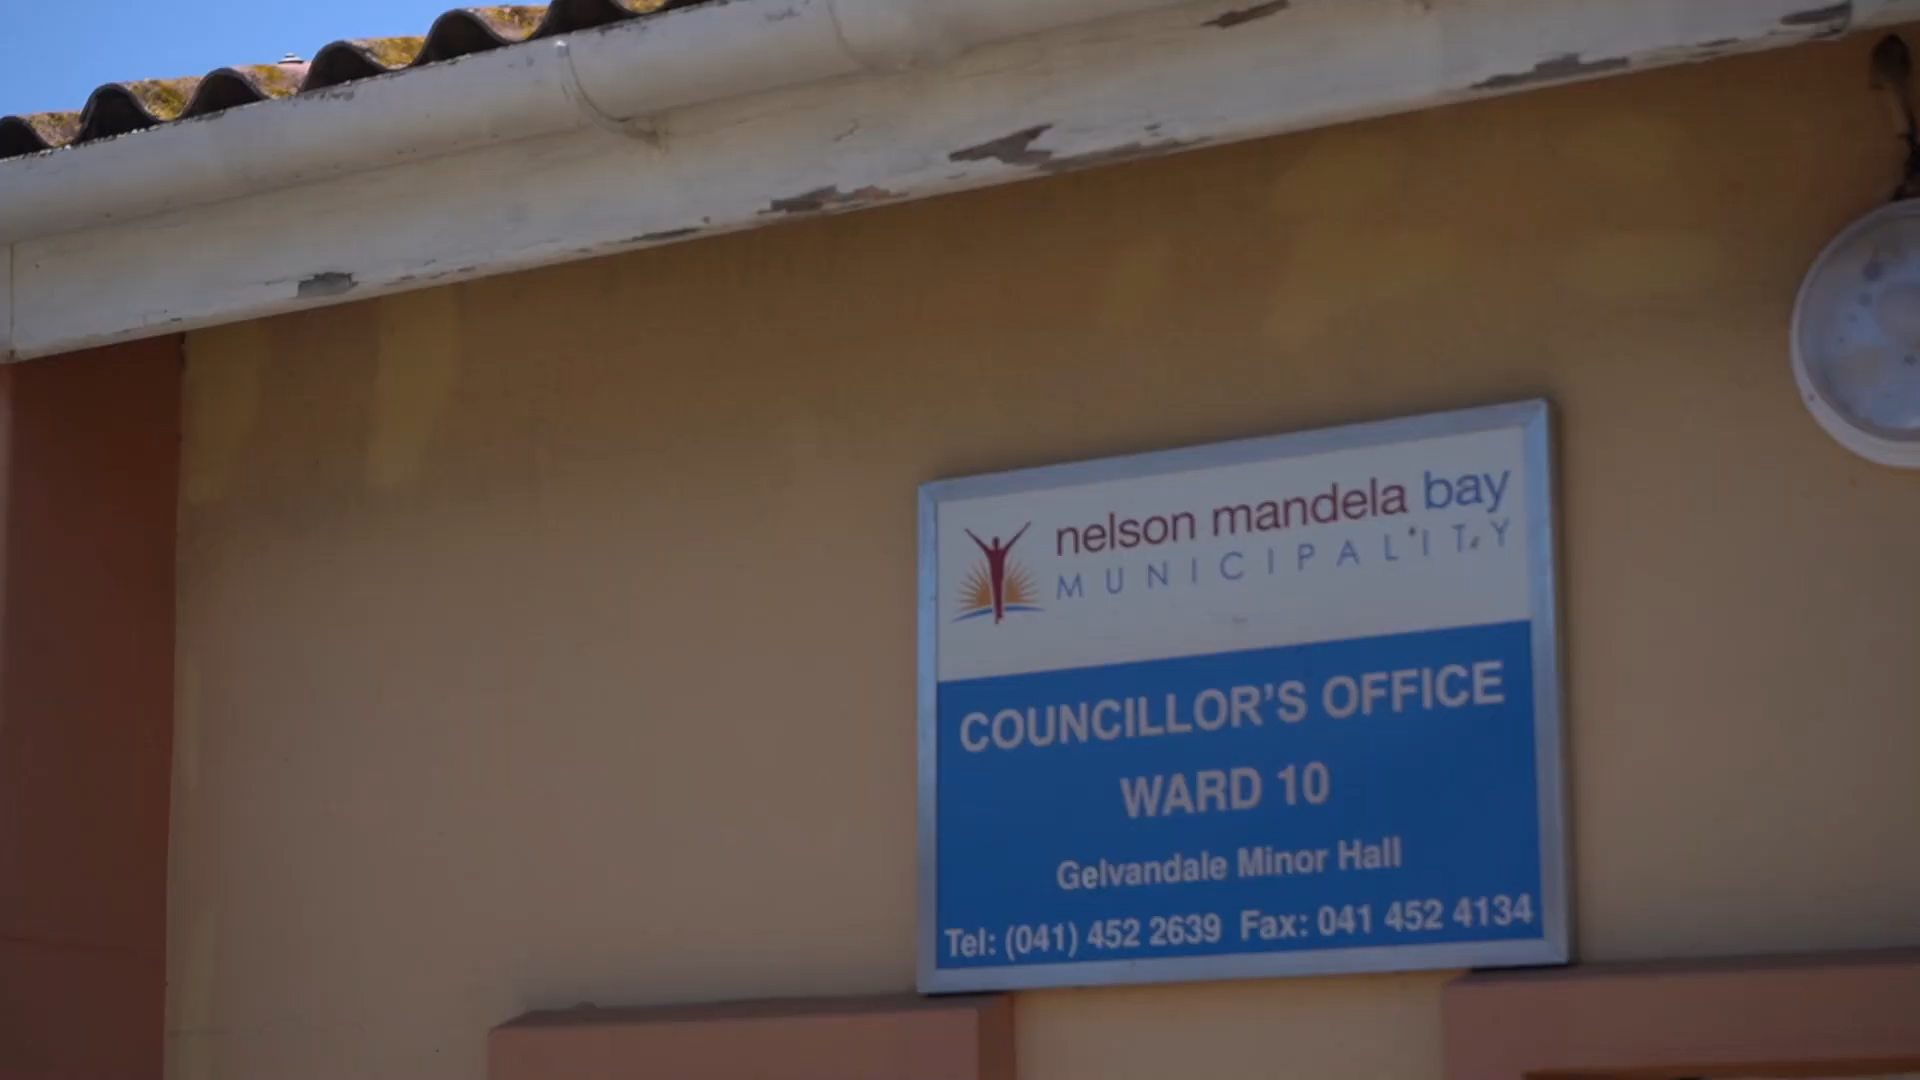 nelson mandela bay
MUNICIPALITY
COUNCILLOR'S OFFICE
WARD 10
Gelvandale Minor Hall
Tel: (041) 452 2639 Fax: 041 452 4134